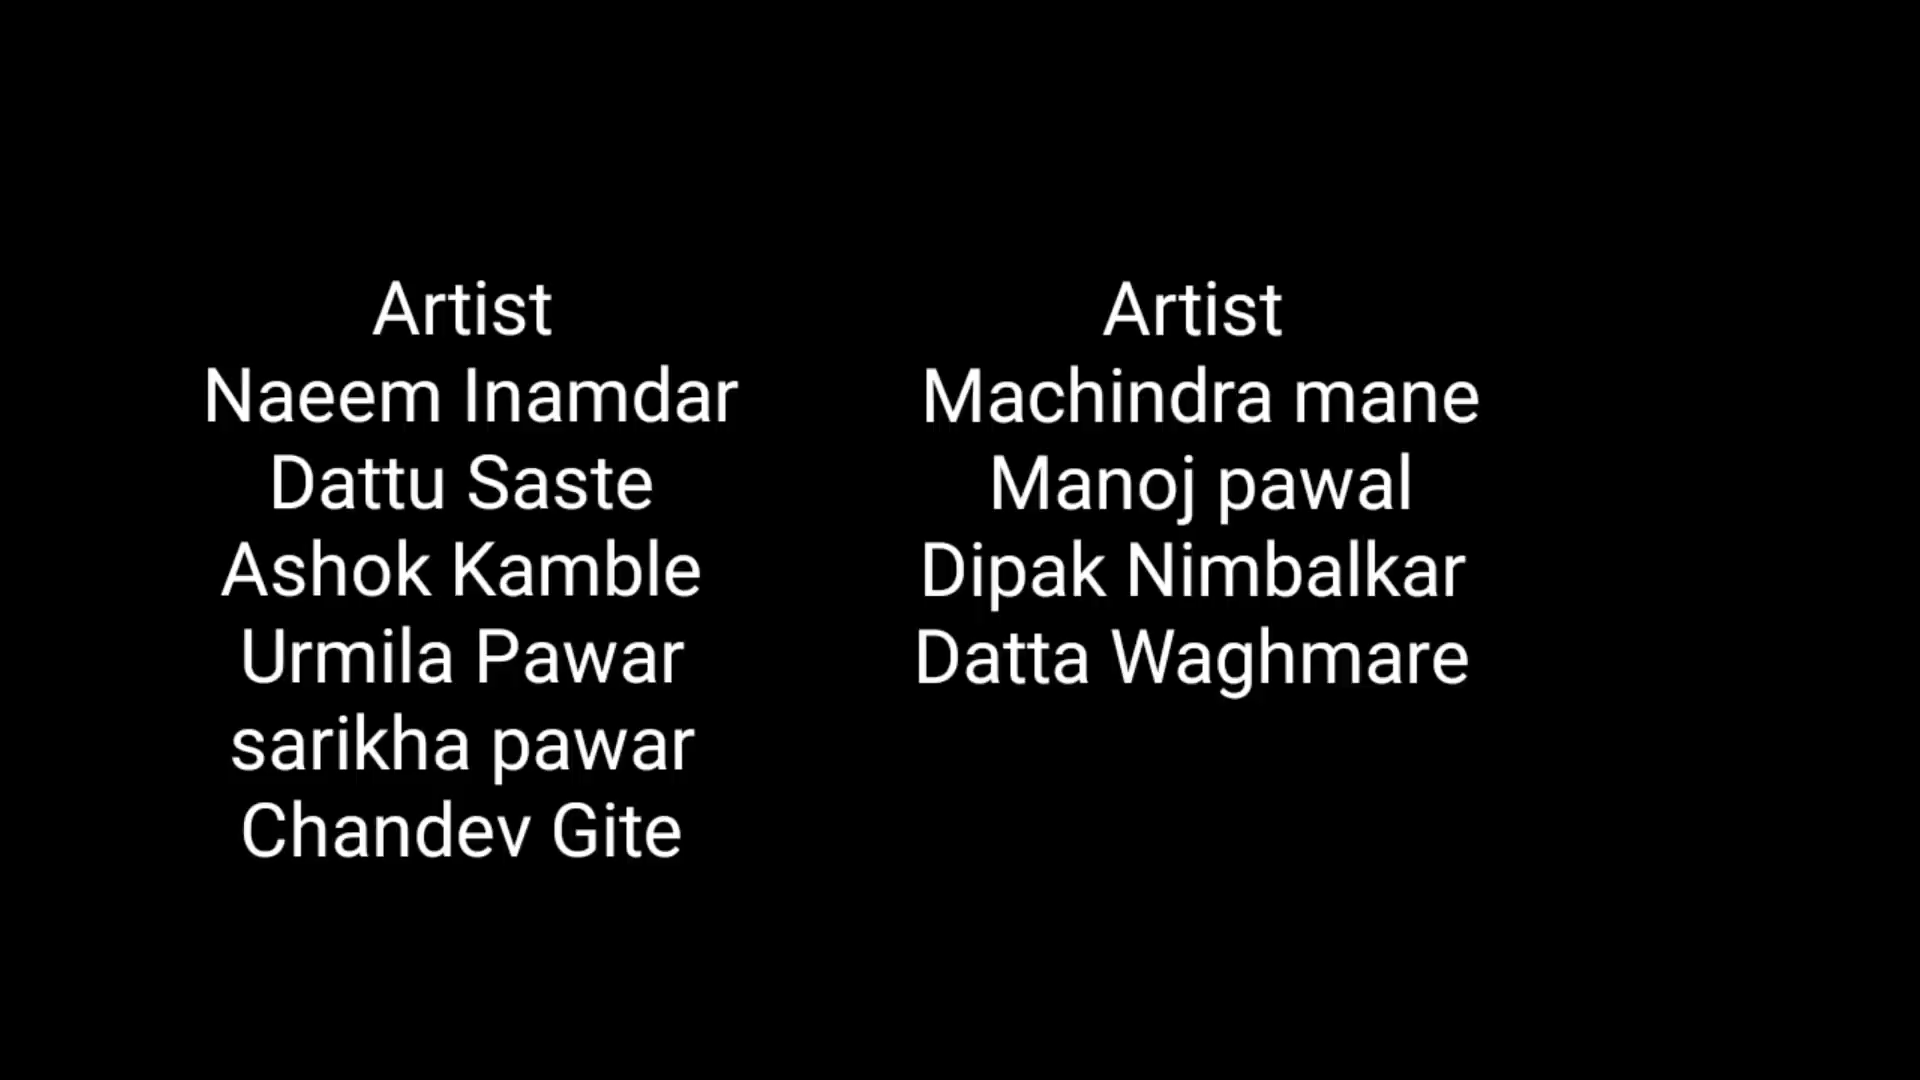 Artist
Naeem Inamdar
Dattu Saste
Ashok Kamble
Urmila Pawar
sarikha pawar
Chandev Gite
Artist
Machindra mane
Manoj pawal
Dipak Nimbalkar
Datta Waghmare